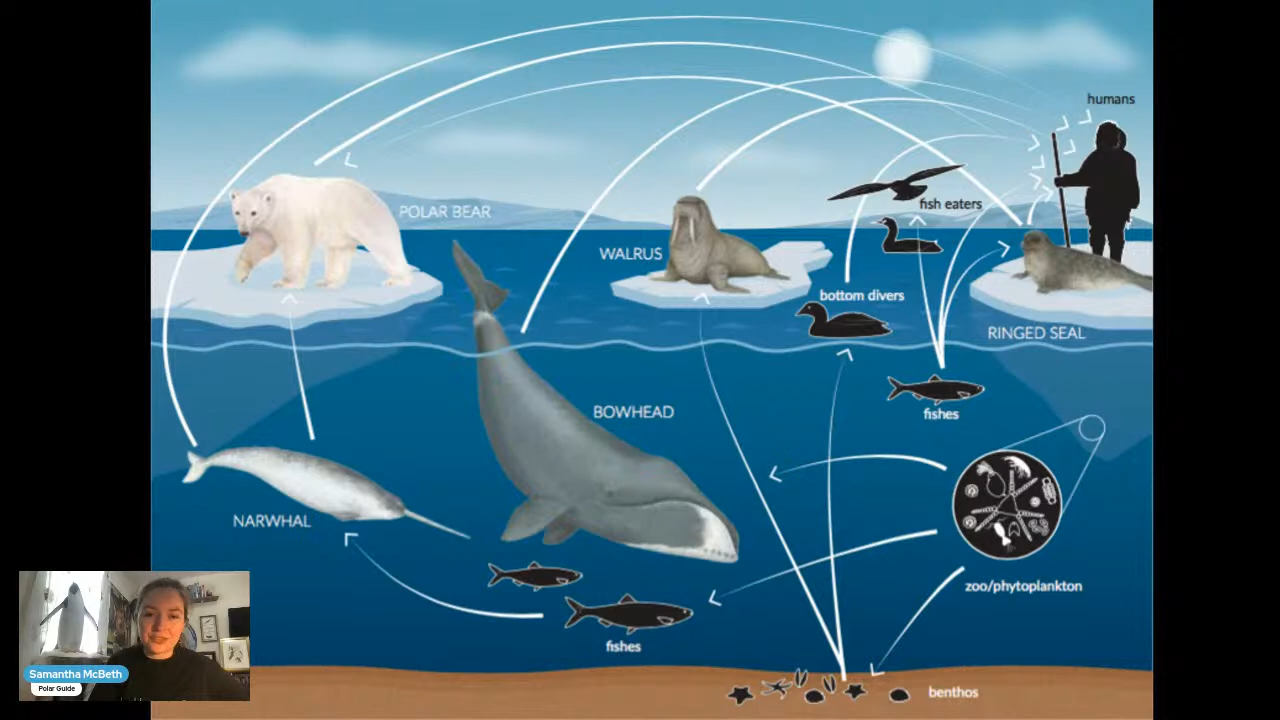 humans
fish eaters
POLAR BEAR
WALRUS
bottom divers
RINGED SEAL
BOWHEAD
fishes
NARWHAL
zoo/phytoplankton
fishes
Samantha McBeth
Polar Guide
benthos